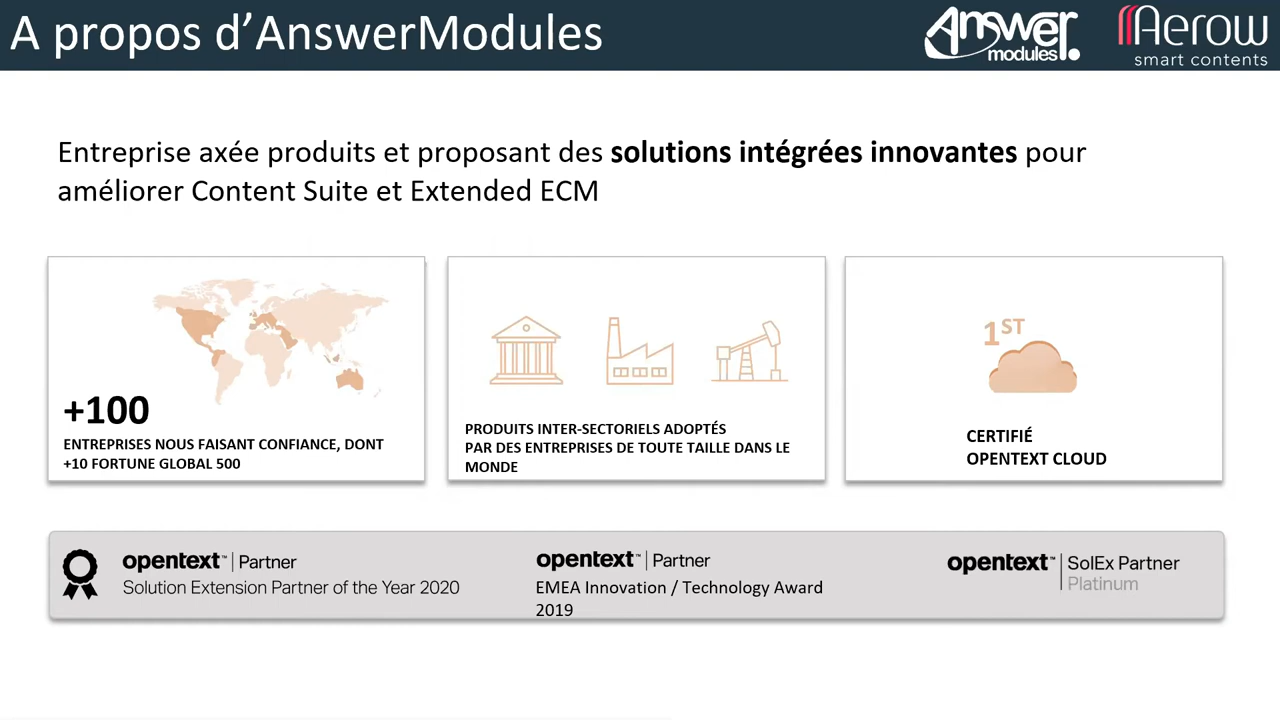 A propos d’AnswerModules
Answer
modules
Aerow
smart contents
Entreprise axée produits et proposant des solutions intégrées innovantes pour
améliorer Content Suite et Extended ECM
+100
ENTREPRISES NOUS FAISANT CONFIANCE, DONT
+10 FORTUNE GLOBAL 500
PRODUITS INTER-SECTORIELS ADOPTÉS
PAR DES ENTREPRISES DE TOUTE TAILLE DANS LE
MONDE
1ST
CERTIFIÉ
OPENTEXT CLOUD
opentext™ | Partner
Solution Extension Partner of the Year 2020
opentext™ | Partner
EMEA Innovation / Technology Award
2019
opentext™ | SolEx Partner
Platinum